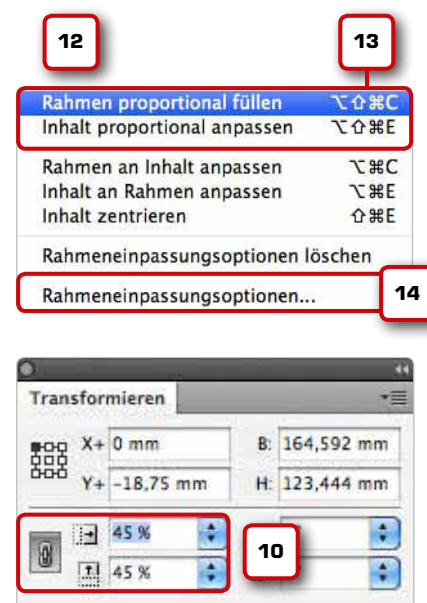 12
13
Rahmen proportional füllen ⌥⇧⌘C
Inhalt proportional anpassen ⌥⇧⌘E
Rahmen an Inhalt anpassen ⌥⌘C
Inhalt an Rahmen anpassen ⌥⌘E
Inhalt zentrieren ⇧⌘E
Rahmeneinpassungsoptionen löschen
Rahmeneinpassungsoptionen...
14
Transformieren
X+ 0 mm B: 164,592 mm
Y+ -18,75 mm H: 123,444 mm
45 %
10
45 %